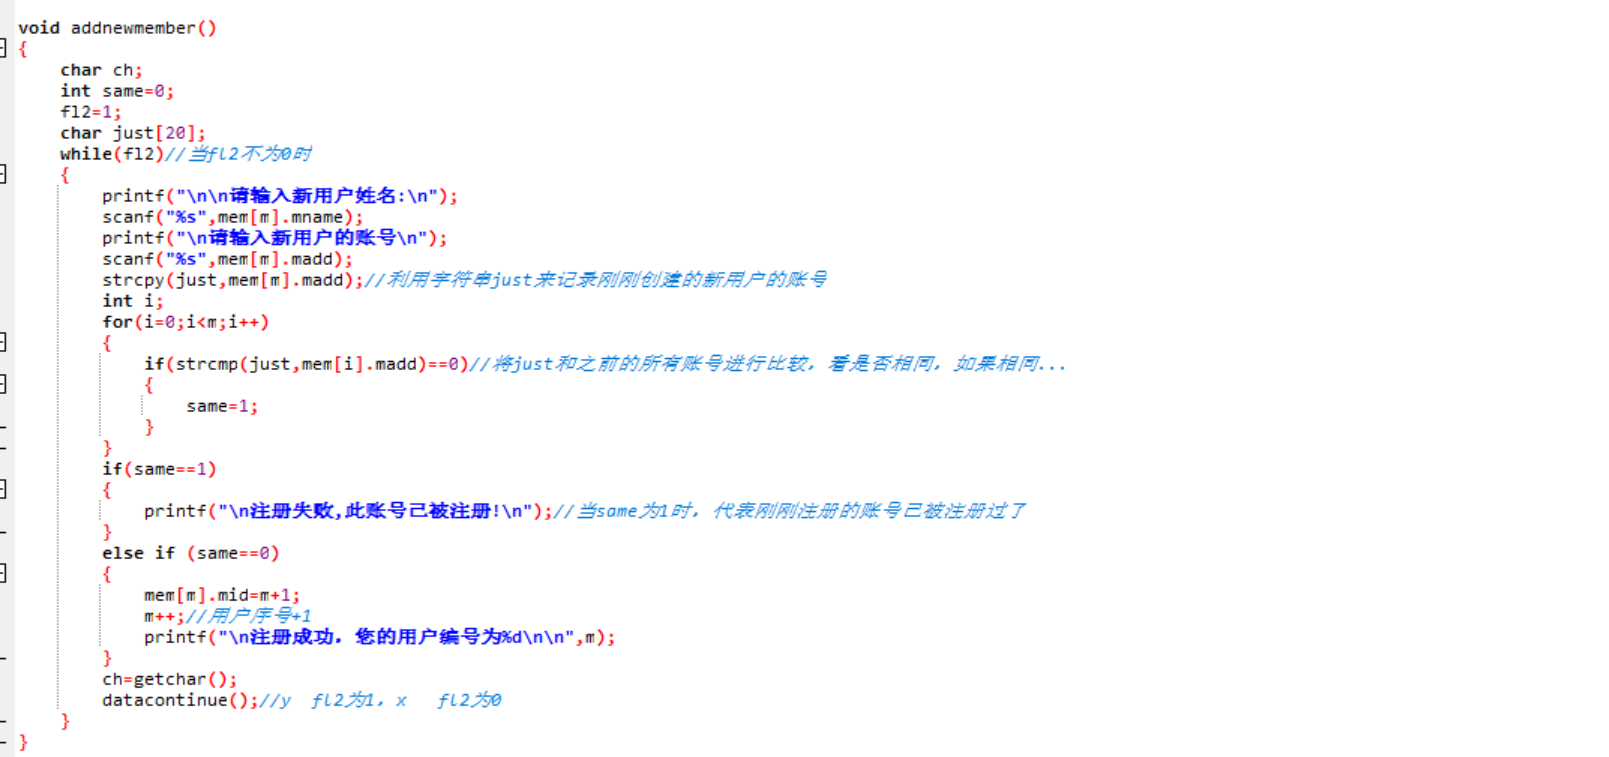 void addnewmember()
{
    char ch;
    int same=0;
    fl2=1;
    char just[20];
    while(fl2)//当fl2不为0时
    {
        printf("\n\n请输入新用户姓名:\n");
        scanf("%s",mem[m].mname);
        printf("\n请输入新用户的账号\n");
        scanf("%s",mem[m].madd);
        strcpy(just,mem[m].madd);//利用字符串just来记录刚刚创建的新用户的账号
        int i;
        for(i=0;i<m;i++)
        {
            if(strcmp(just,mem[i].madd)==0)//将just和之前的所有账号进行比较，看是否相同，如果相同...
            {
                same=1;
            }
        }
        if(same==1)
        {
            printf("\n注册失败,此账号已被注册!\n");//当same为1时，代表刚刚注册的账号已被注册过了
        }
        else if (same==0)
        {
            mem[m].mid=m+1;
            m++;//用户序号+1
            printf("\n注册成功，您的用户编号为%d\n\n",m);
        }
        ch=getchar();
        datacontinue();//y  fl2为1，x   fl2为0
    }
}